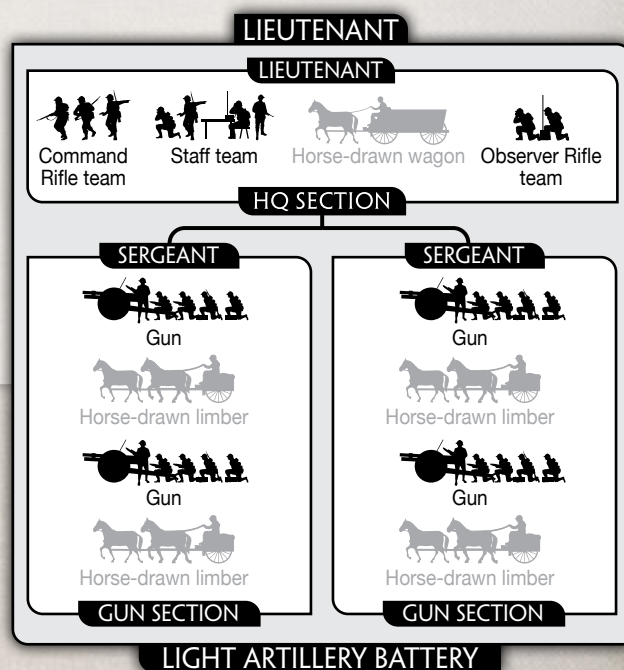 LIEUTENANT
LIEUTENANT
Command
Rifle team
Staff team
Horse-drawn wagon
Observer Rifle
team
HQ SECTION
SERGEANT
Gun
Horse-drawn limber
Gun
Horse-drawn limber
GUN SECTION
SERGEANT
Gun
Horse-drawn limber
Gun
Horse-drawn limber
GUN SECTION
LIGHT ARTILLERY BATTERY